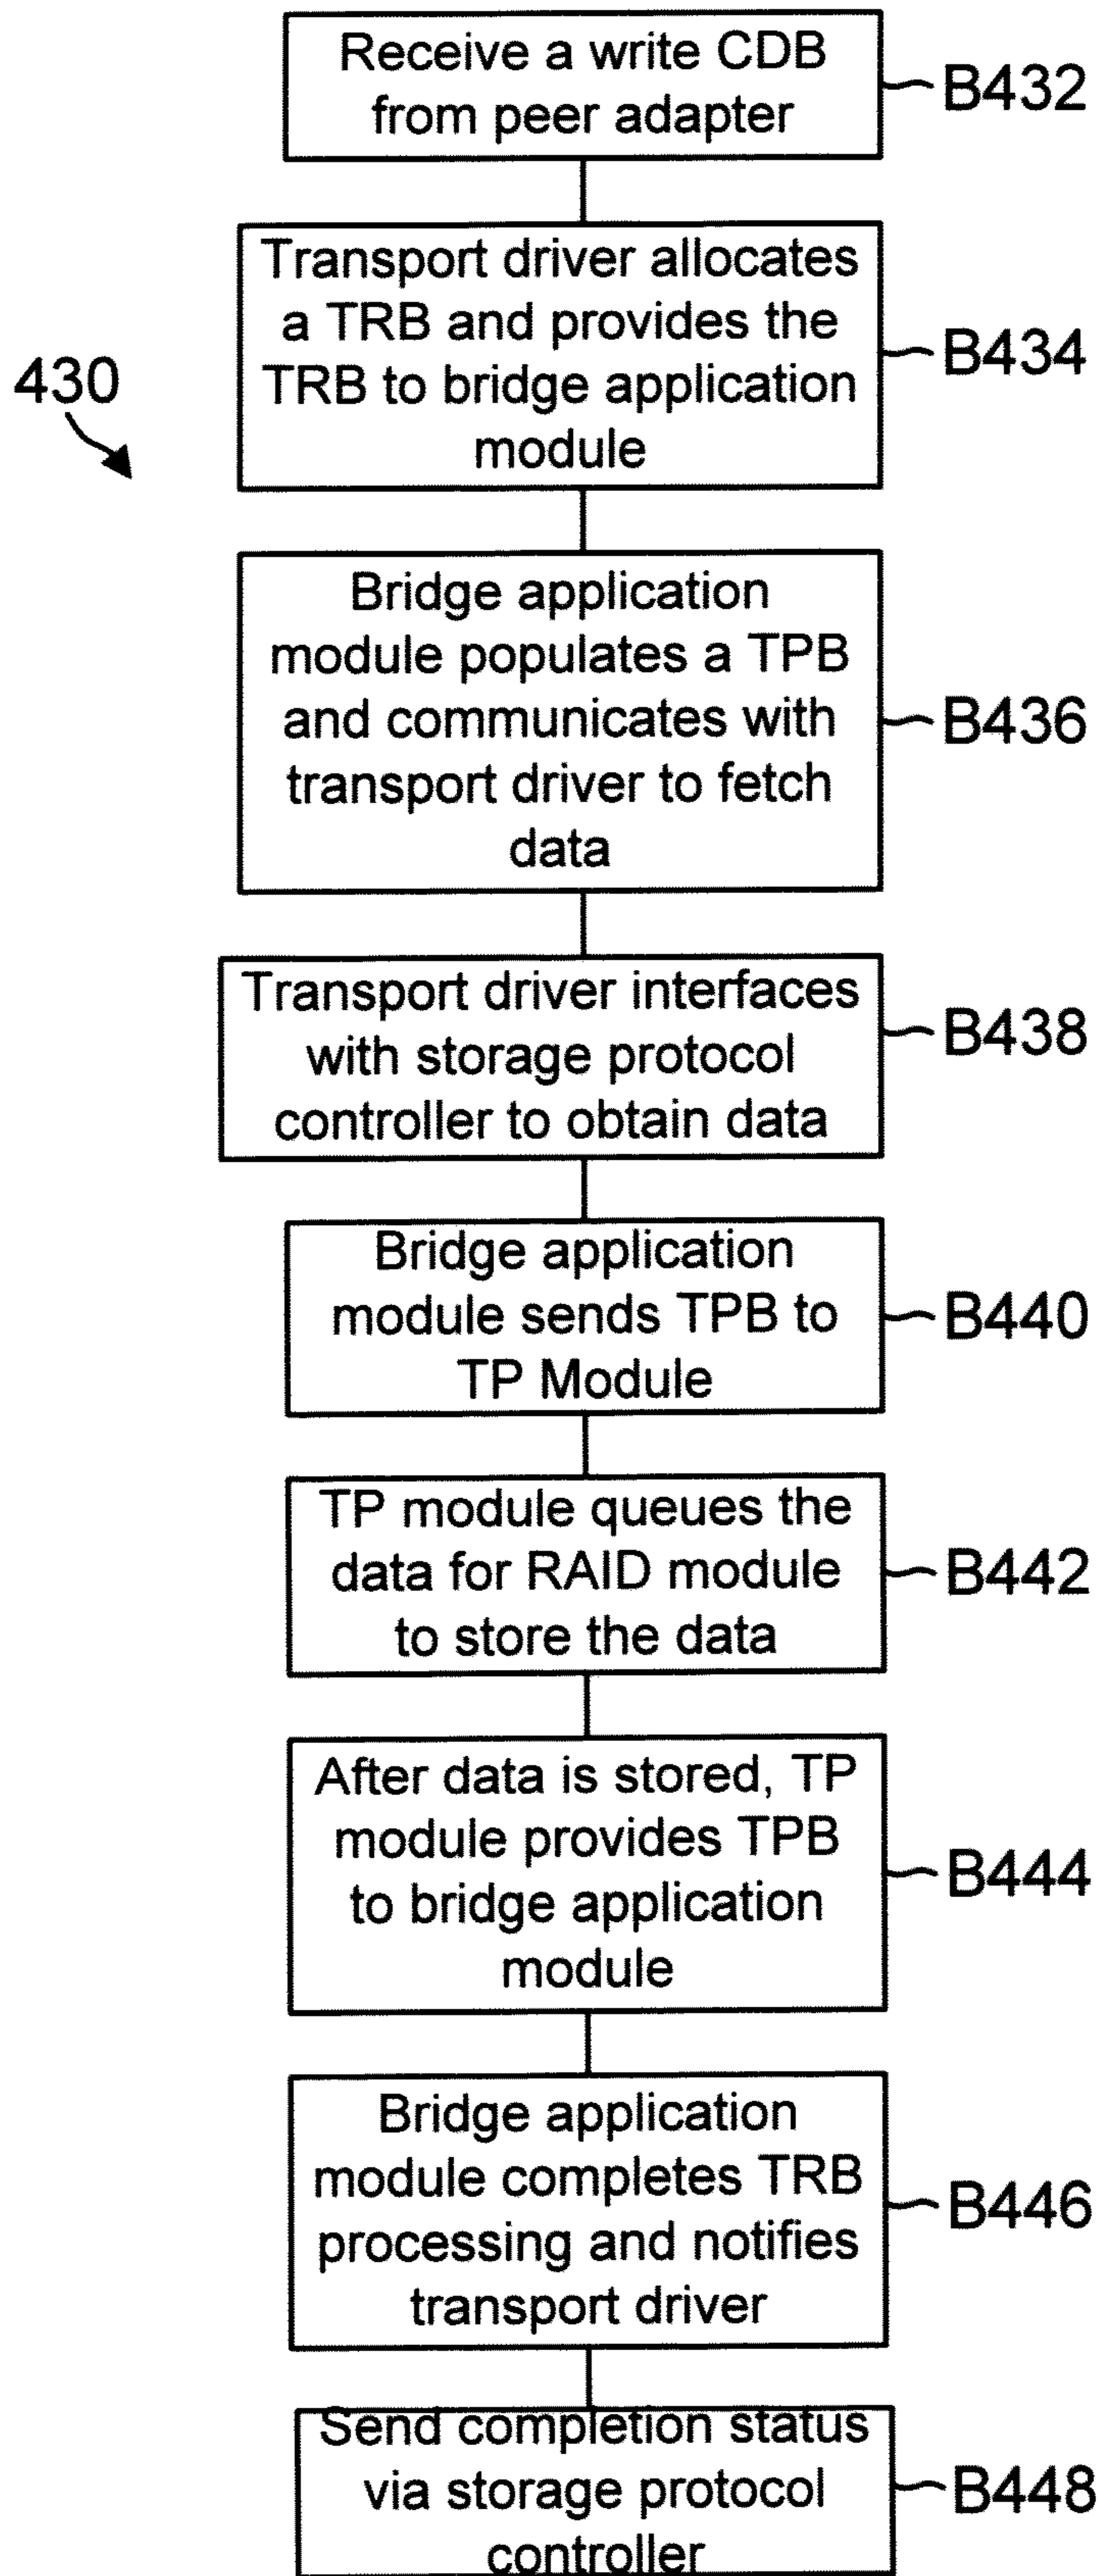 Receive a write CDB
from peer adapter
B432
Transport driver allocates
a TRB and provides the
TRB to bridge application
module
B434
430
Bridge application
module populates a TPB
and communicates with
transport driver to fetch
data
B436
Transport driver interfaces
with storage protocol
controller to obtain data
B438
Bridge application
module sends TPB to
TP Module
B440
TP module queues the
data for RAID module
to store the data
B442
After data is stored, TP
module provides TPB
to bridge application
module
B444
Bridge application
module completes TRB
processing and notifies
transport driver
B446
Send completion status
via storage protocol
controller
B448